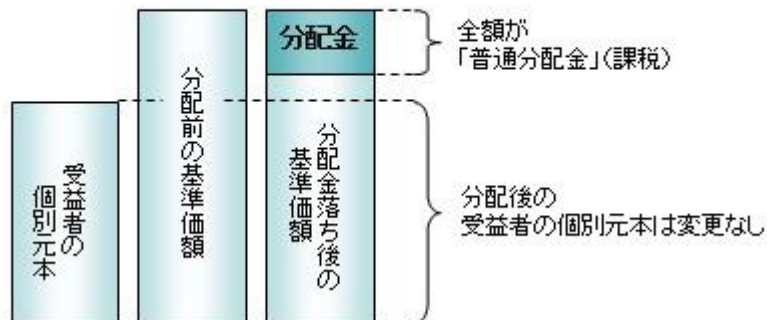 受益者の
個別元本
分配前の基準価額
分配金
分配金落ち後の
基準価額
全額が
「普通分配金」(課税)
分配後の
受益者の個別元本は変更なし